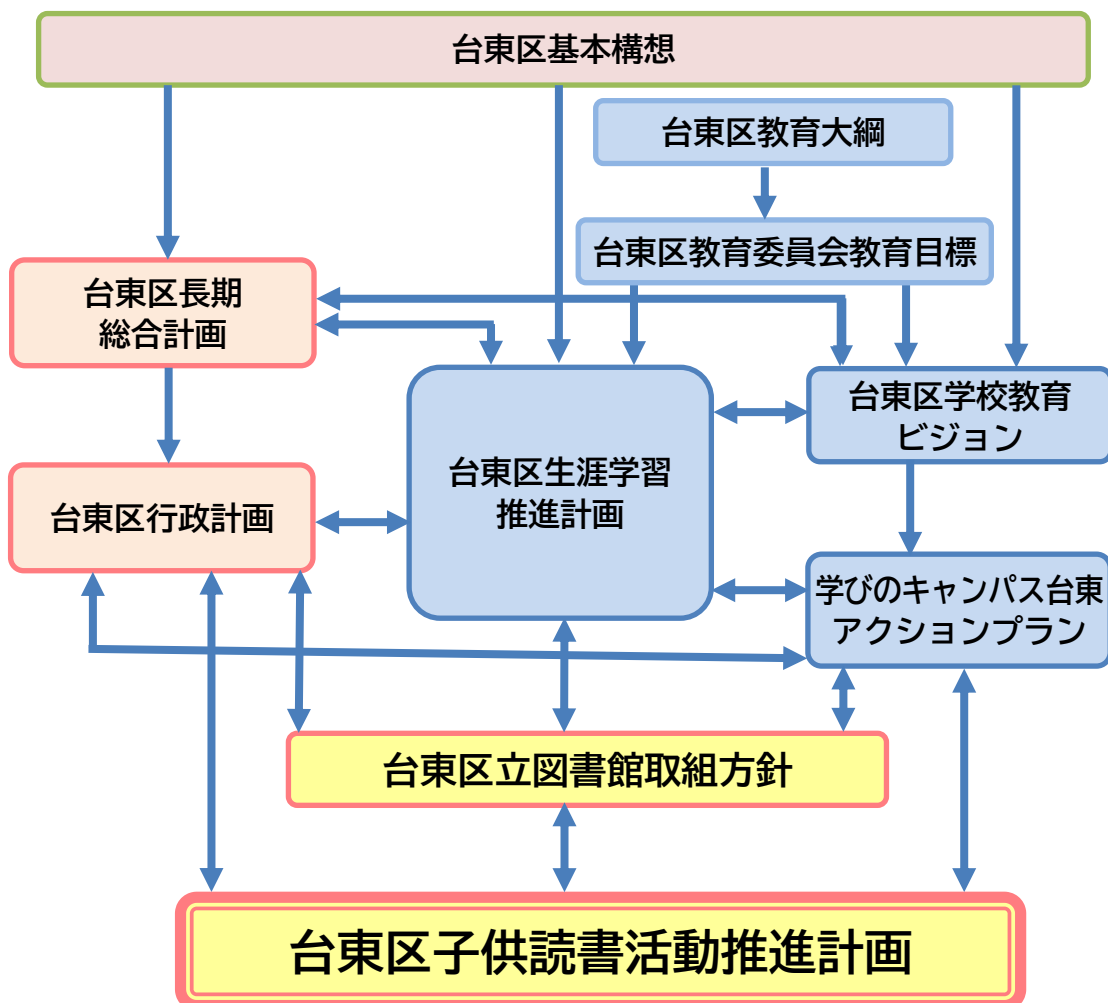 台東区基本構想
台東区教育大綱
台東区教育委員会教育目標
台東区長期
総合計画
台東区学校教育
ビジョン
台東区生涯学習
推進計画
台東区行政計画
学びのキャンパス台東
アクションプラン
台東区立図書館取組方針
台東区子供読書活動推進計画